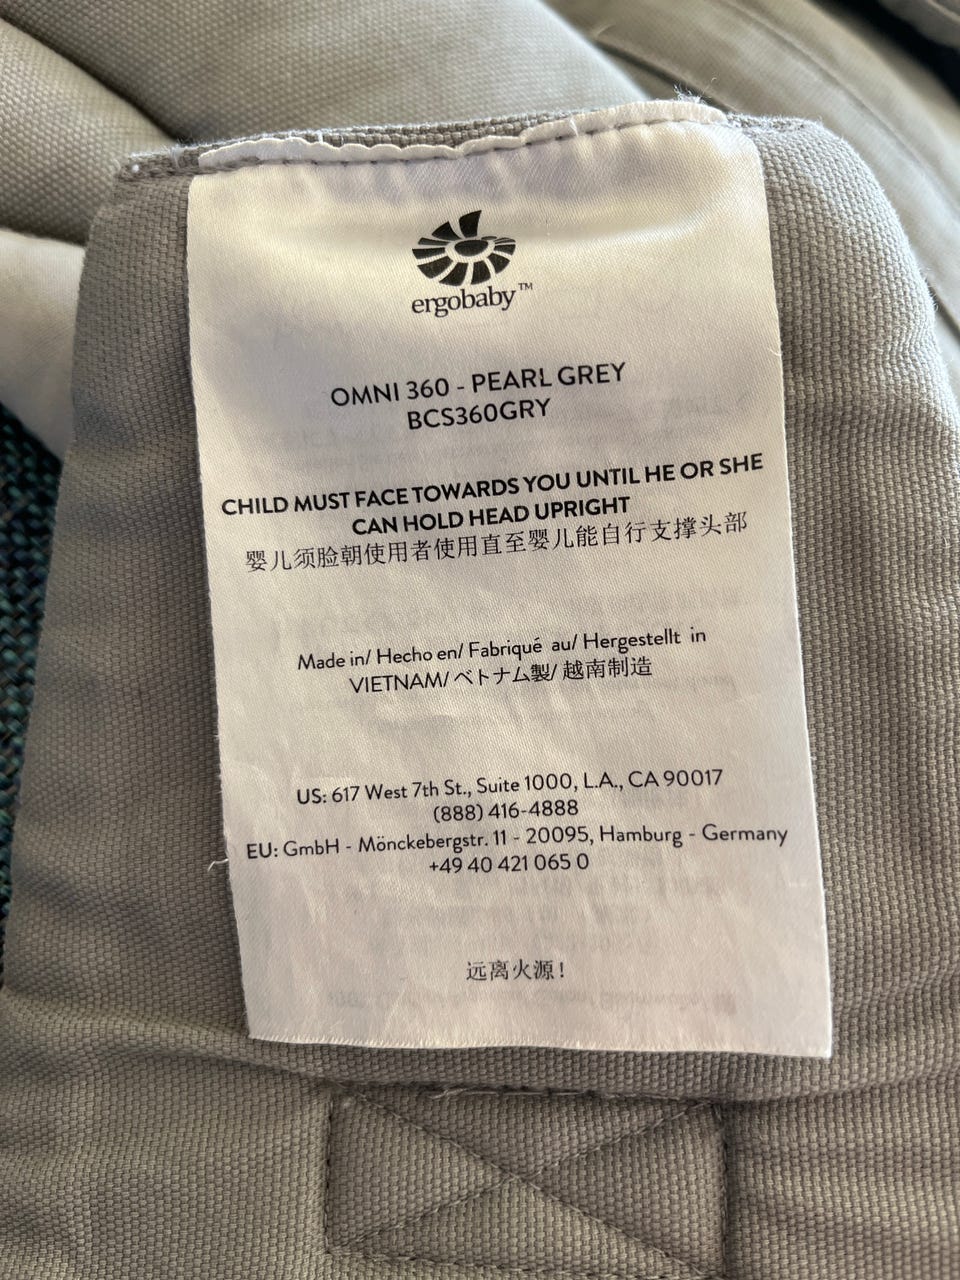 ergobaby™
OMNI 360 - PEARL GREY
BCS360GRY
CHILD MUST FACE TOWARDS YOU UNTIL HE OR SHE
CAN HOLD HEAD UPRIGHT
婴儿须脸朝使用者使用直至婴儿能自行支撑头部
Made in/ Hecho en/ Fabriqué au/ Hergestellt in
VIETNAM/ ベトナム製/ 越南制造
US: 617 West 7th St., Suite 1000, L.A., CA 90017
(888) 416-4888
EU: GmbH - Mönckebergstr. 11 - 20095, Hamburg - Germany
+49 40 421 065 0
远离火源!